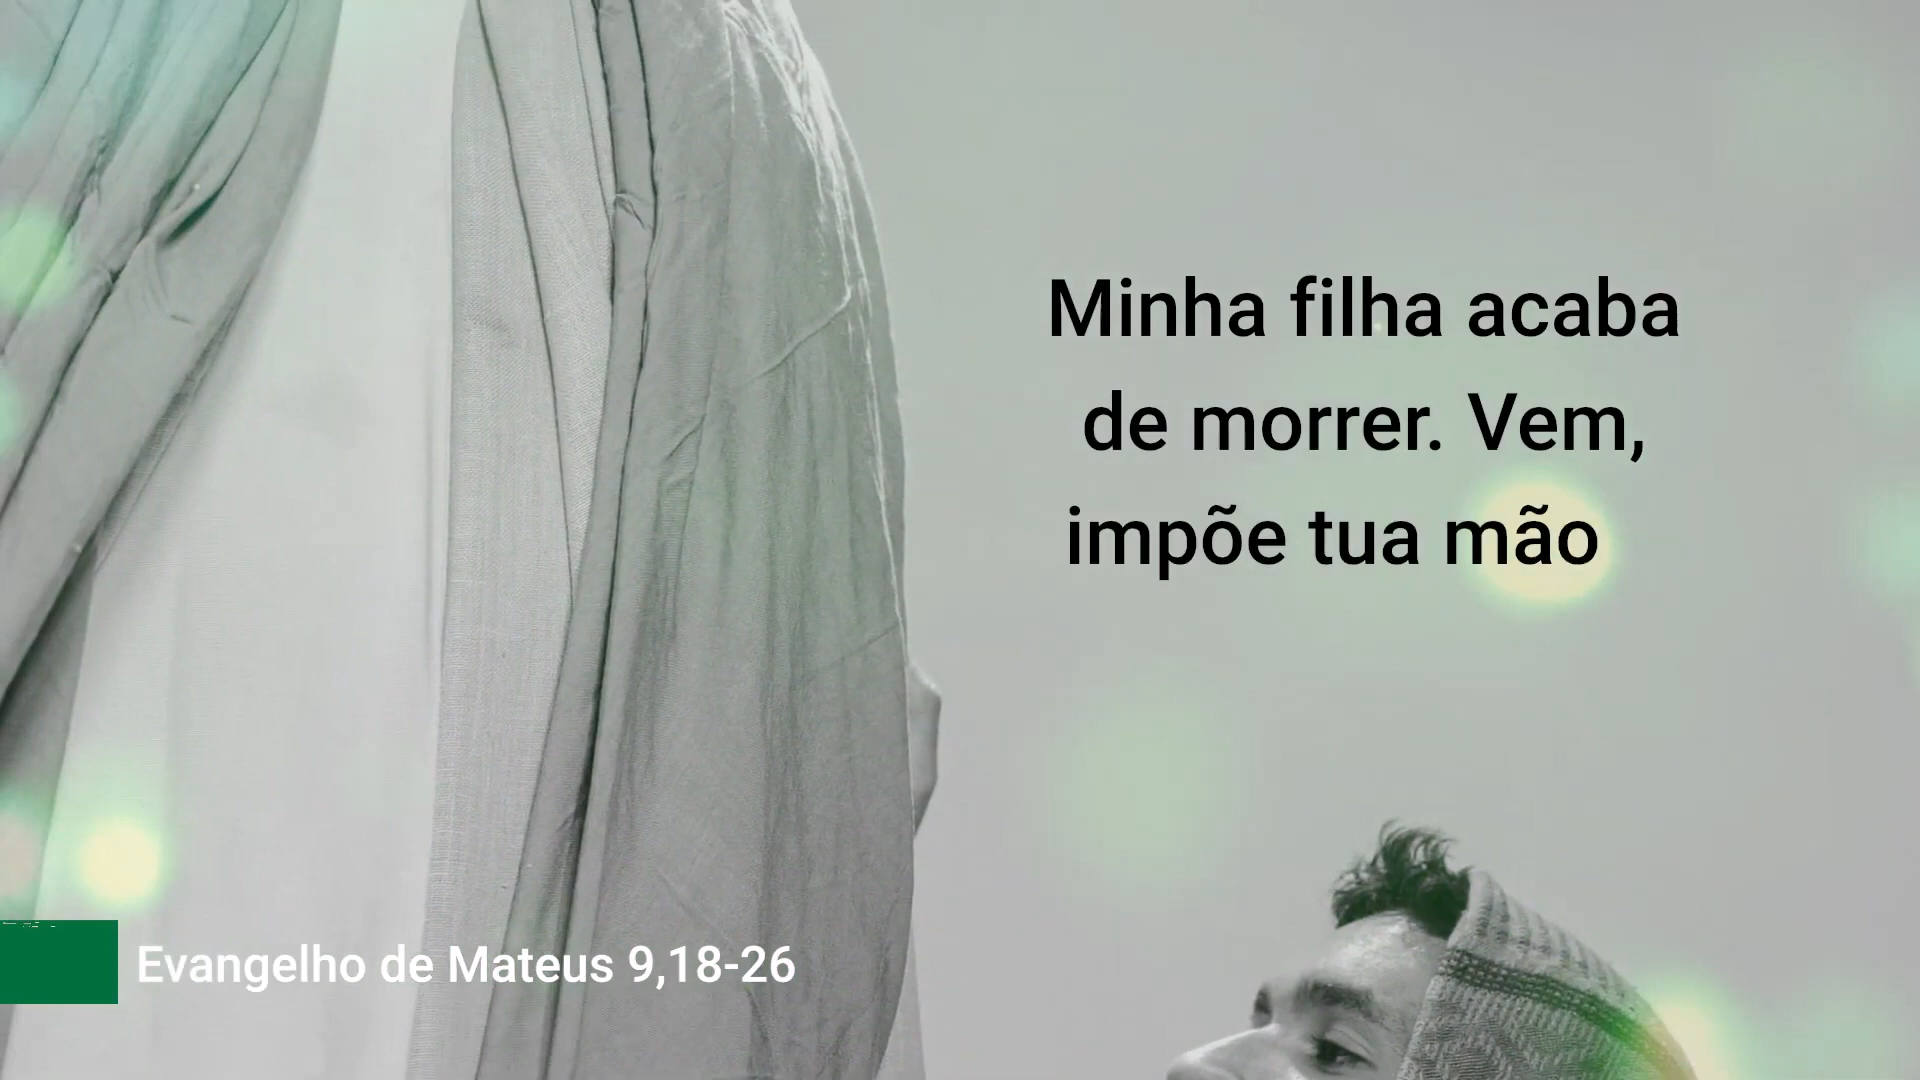 Minha filha acaba
de morrer. Vem,
impõe tua mão
Evangelho de Mateus 9,18-26